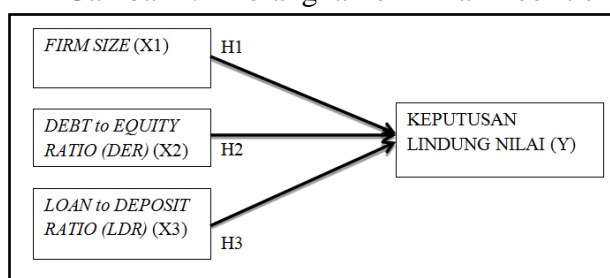 FIRM SIZE (X1)
H1
DEBT to EQUITY
RATIO (DER) (X2)
H2
LOAN to DEPOSIT
RATIO (LDR) (X3)
H3
KEPUTUSAN
LINDUNG NILAI (Y)